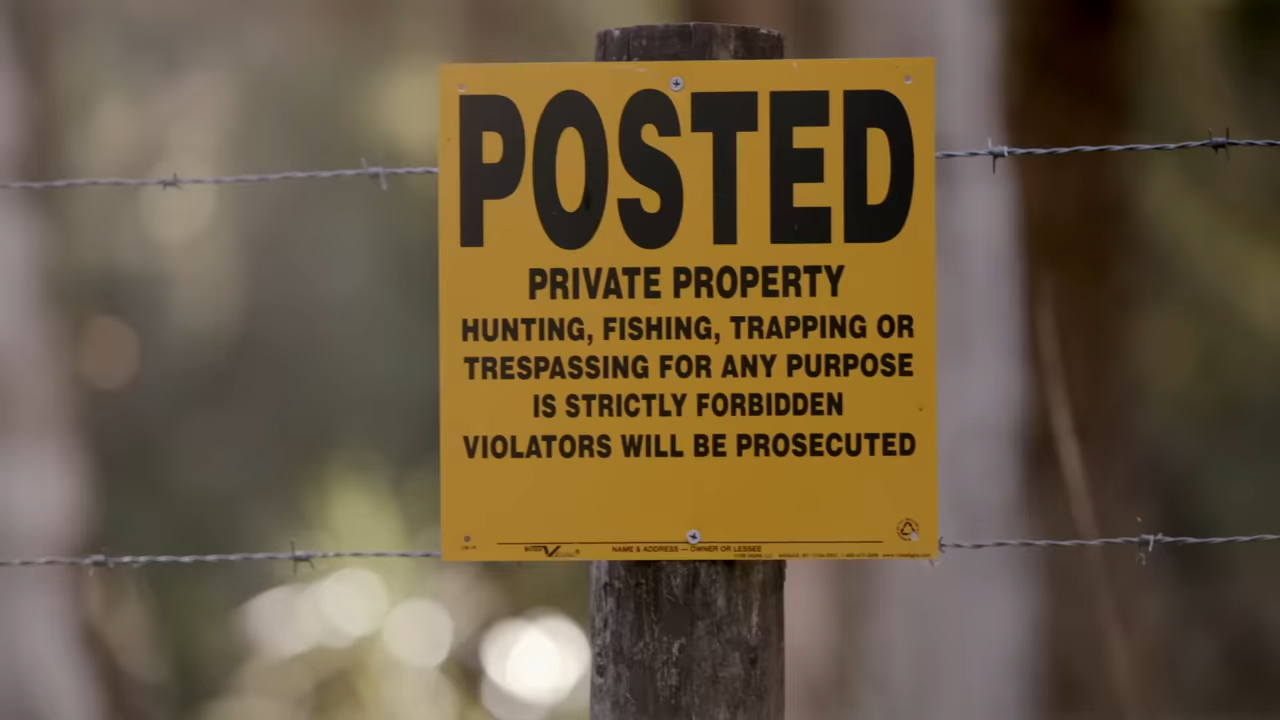 POSTED
PRIVATE PROPERTY
HUNTING, FISHING, TRAPPING OR
TRESPASSING FOR ANY PURPOSE
IS STRICTLY FORBIDDEN
VIOLATORS WILL BE PROSECUTED
NAME & ADDRESS — OWNER OR LESSEE